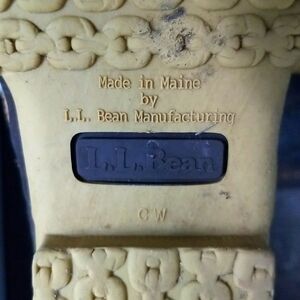 Made in Maine
by
L.L. Bean Manufacturing
L.L.Bean
C W